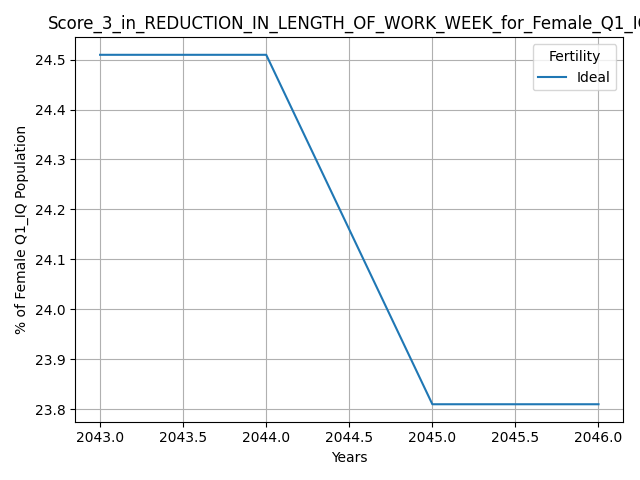 Score_3_in_REDUCTION_IN_LENGTH_OF_WORK_WEEK_for_Female_Q1_IQ
Fertility
Ideal
% of Female Q1_IQ Population
24.5
24.4
24.3
24.2
24.1
24.0
23.9
23.8
2043.0 2043.5 2044.0 2044.5 2045.0 2045.5 2046.0
Years